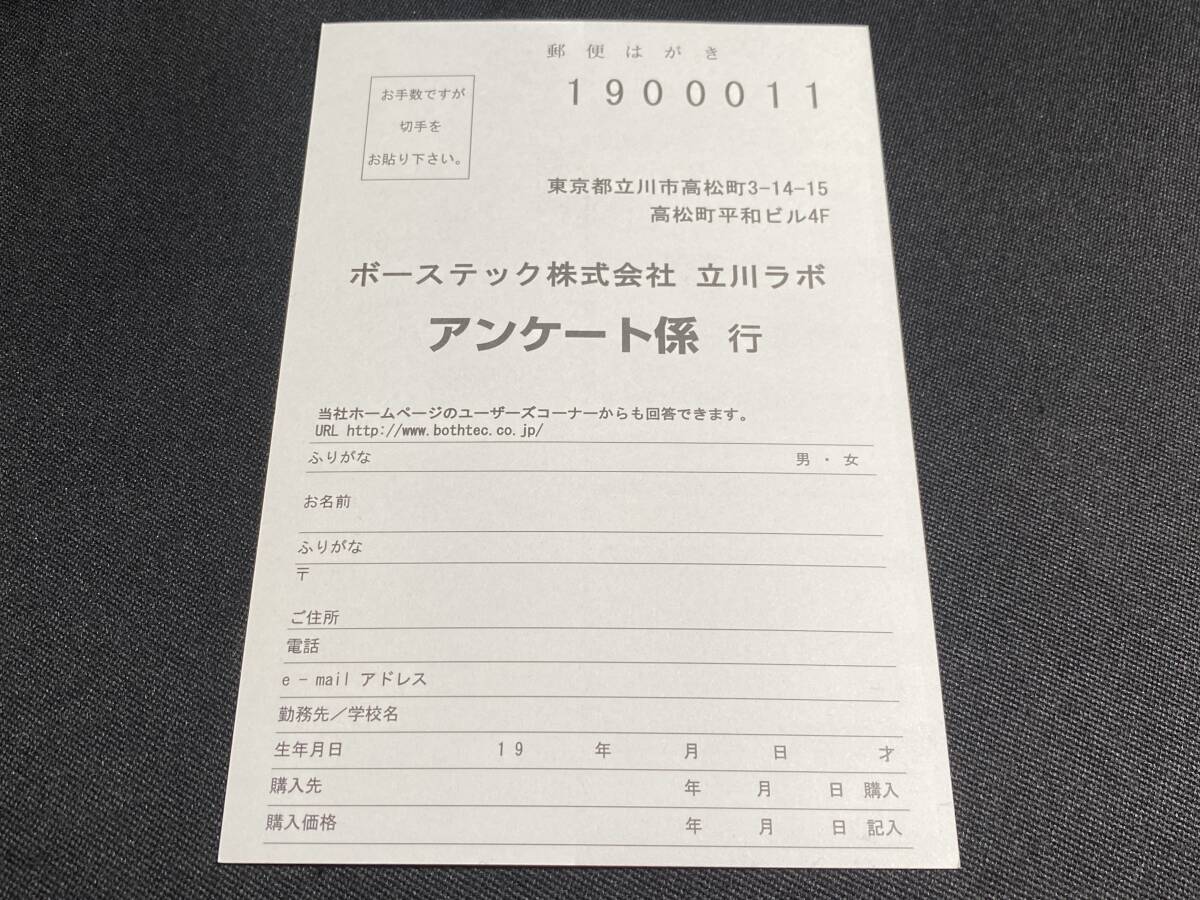 郵便はがき
お手数ですが
切手を
お貼り下さい。
1900011
東京都立川市高松町3-14-15
高松町平和ビル4F
ボーステック株式会社 立川ラボ
アンケート係 行
当社ホームページのユーザーズコーナーからも回答できます。
URL http://www.bothtec.co.jp/
ふりがな 男・女
お名前
ふりがな
〒
ご住所
電話
e-mail アドレス
勤務先／学校名
生年月日 19 年 月 日 才
購入先 年 月 日 購入
購入価格 年 月 日 記入